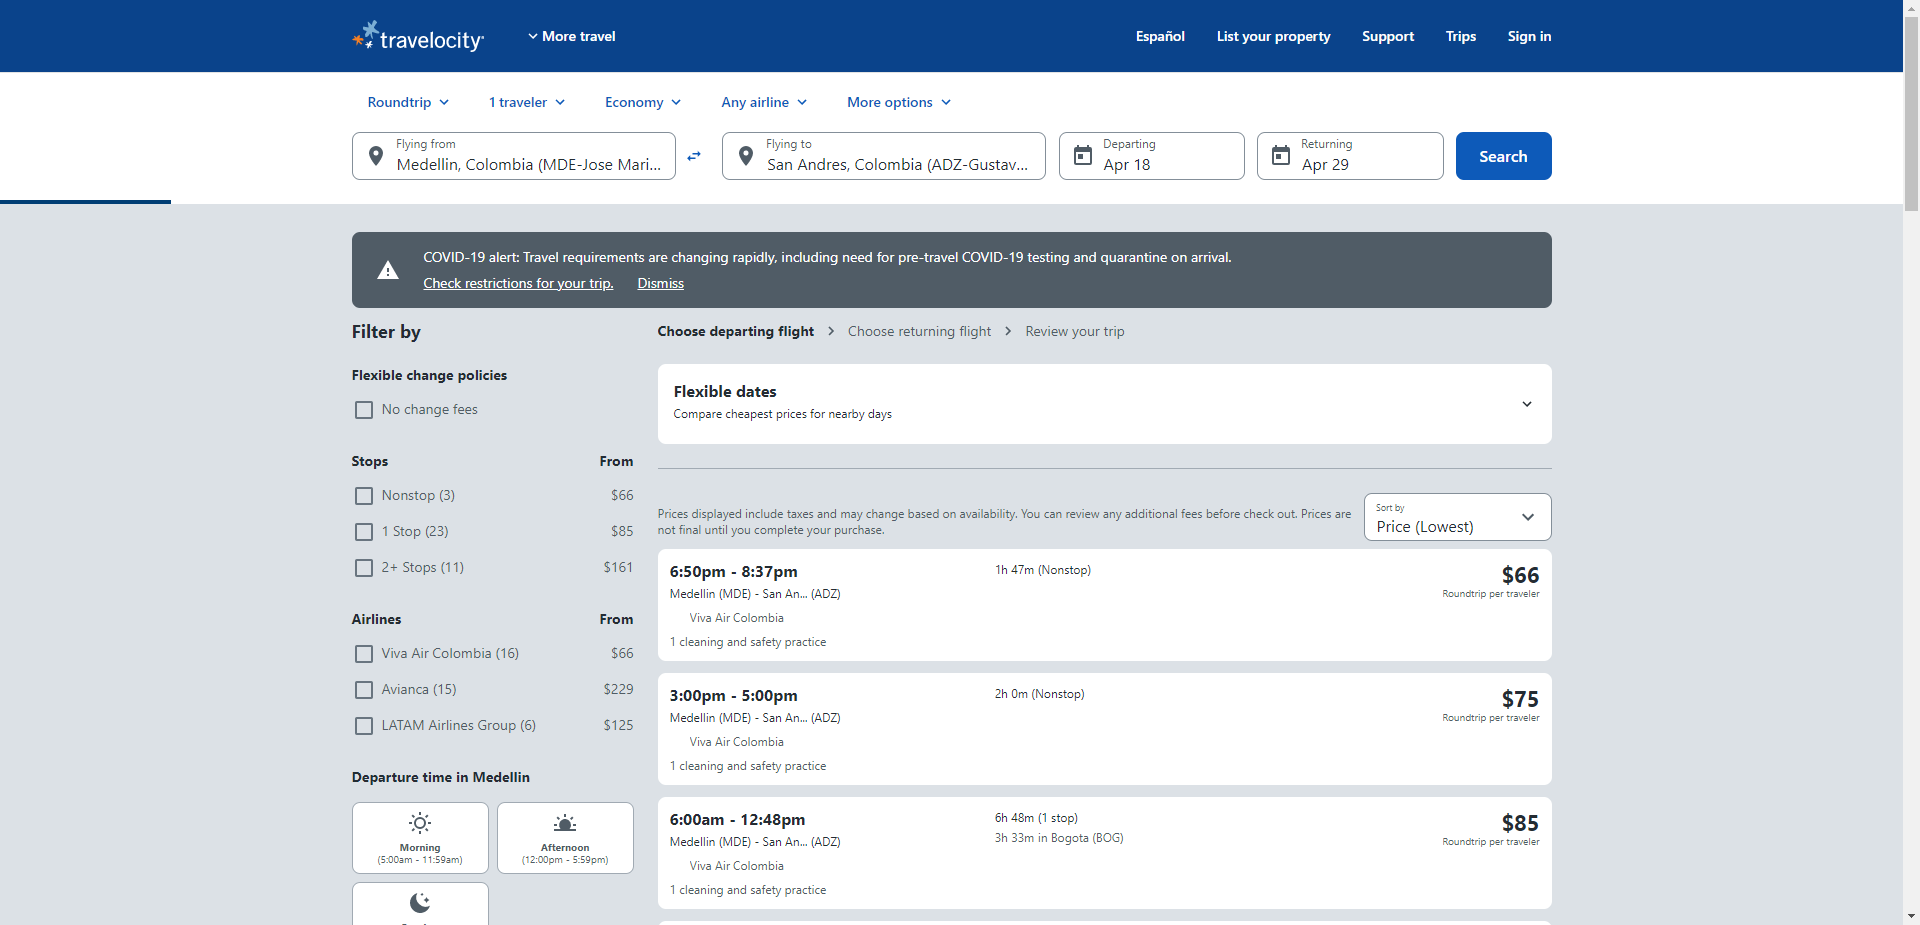 travelocity
More travel
Español
List your property
Support
Trips
Sign in
Roundtrip
1 traveler
Economy
Any airline
More options
Flying from
Medellin, Colombia (MDE-Jose Mari...
Flying to
San Andres, Colombia (ADZ-Gustav...
Departing
Apr 18
Returning
Apr 29
Search
COVID-19 alert: Travel requirements are changing rapidly, including need for pre-travel COVID-19 testing and quarantine on arrival.
Check restrictions for your trip.
Dismiss
Filter by
Flexible change policies
No change fees
Stops From
Nonstop (3) $66
1 Stop (23) $85
2+ Stops (11) $161
Airlines From
Viva Air Colombia (16) $66
Avianca (15) $229
LATAM Airlines Group (6) $125
Departure time in Medellin
Morning
(5:00am - 11:59am)
Afternoon
(12:00pm - 5:59pm)
Choose departing flight
Choose returning flight
Review your trip
Flexible dates
Compare cheapest prices for nearby days
Prices displayed include taxes and may change based on availability. You can review any additional fees before check out. Prices are
not final until you complete your purchase.
Sort by
Price (Lowest)
6:50pm - 8:37pm
Medellin (MDE) - San An... (ADZ)
Viva Air Colombia
1 cleaning and safety practice
1h 47m (Nonstop)
$66
Roundtrip per traveler
3:00pm - 5:00pm
Medellin (MDE) - San An... (ADZ)
Viva Air Colombia
1 cleaning and safety practice
2h 0m (Nonstop)
$75
Roundtrip per traveler
6:00am - 12:48pm
Medellin (MDE) - San An... (ADZ)
Viva Air Colombia
1 cleaning and safety practice
6h 48m (1 stop)
3h 33m in Bogota (BOG)
$85
Roundtrip per traveler